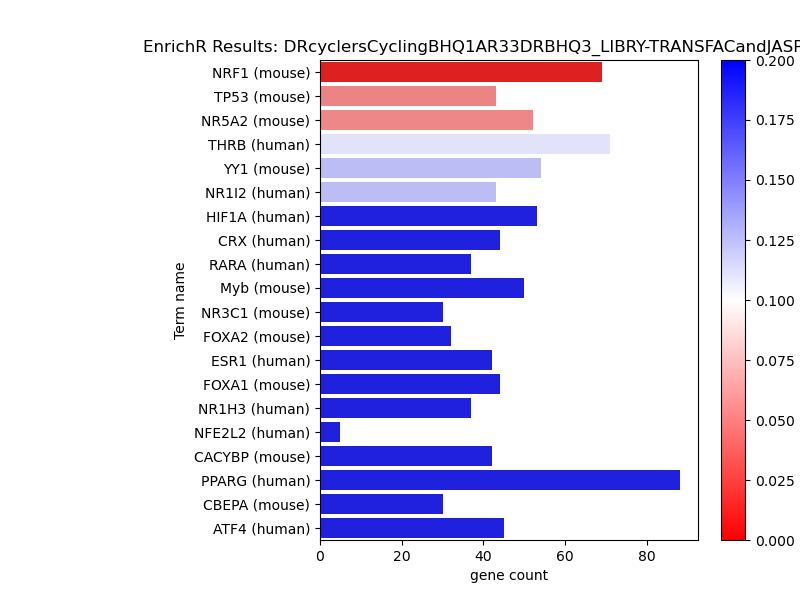 EnrichR Results: DRcyclersCyclingBHQ1AR33DRBHQ3_LIBRY-TRANSFACandJASP
NRF1 (mouse)
TP53 (mouse)
NR5A2 (mouse)
THRB (human)
YY1 (mouse)
NR1I2 (human)
HIF1A (human)
CRX (human)
RARA (human)
Myb (mouse)
NR3C1 (mouse)
FOXA2 (mouse)
ESR1 (human)
FOXA1 (mouse)
NR1H3 (human)
NFE2L2 (human)
CACYBP (mouse)
PPARG (human)
CBEPA (mouse)
ATF4 (human)
Term name
0 20 40 60 80
gene count
0.200
0.175
0.150
0.125
0.100
0.075
0.050
0.025
0.000